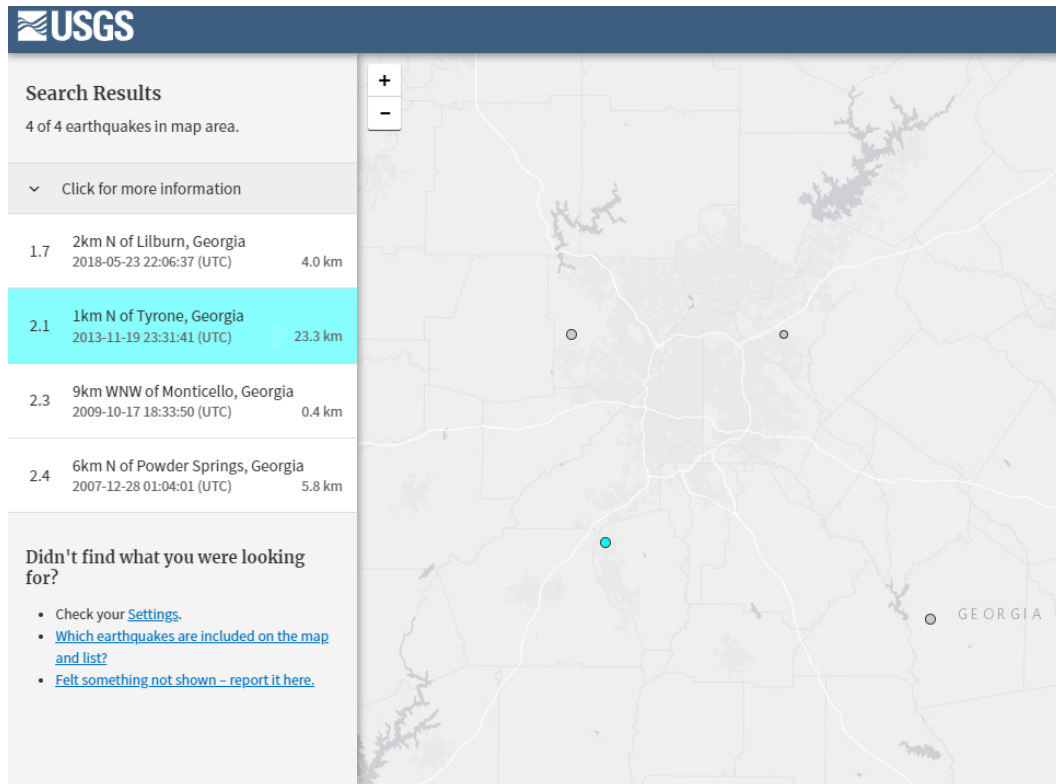 USGS
Search Results
4 of 4 earthquakes in map area.
Click for more information
1.7
2km N of Lilburn, Georgia
2018-05-23 22:06:37 (UTC)
4.0 km
2.1
1km N of Tyrone, Georgia
2013-11-19 23:31:41 (UTC)
23.3 km
2.3
9km WNW of Monticello, Georgia
2009-10-17 18:33:50 (UTC)
0.4 km
2.4
6km N of Powder Springs, Georgia
2007-12-28 01:04:01 (UTC)
5.8 km
Didn't find what you were looking
for?
• Check your Settings.
• Which earthquakes are included on the map
and list?
• Felt something not shown – report it here.
+
−
GEORGIA